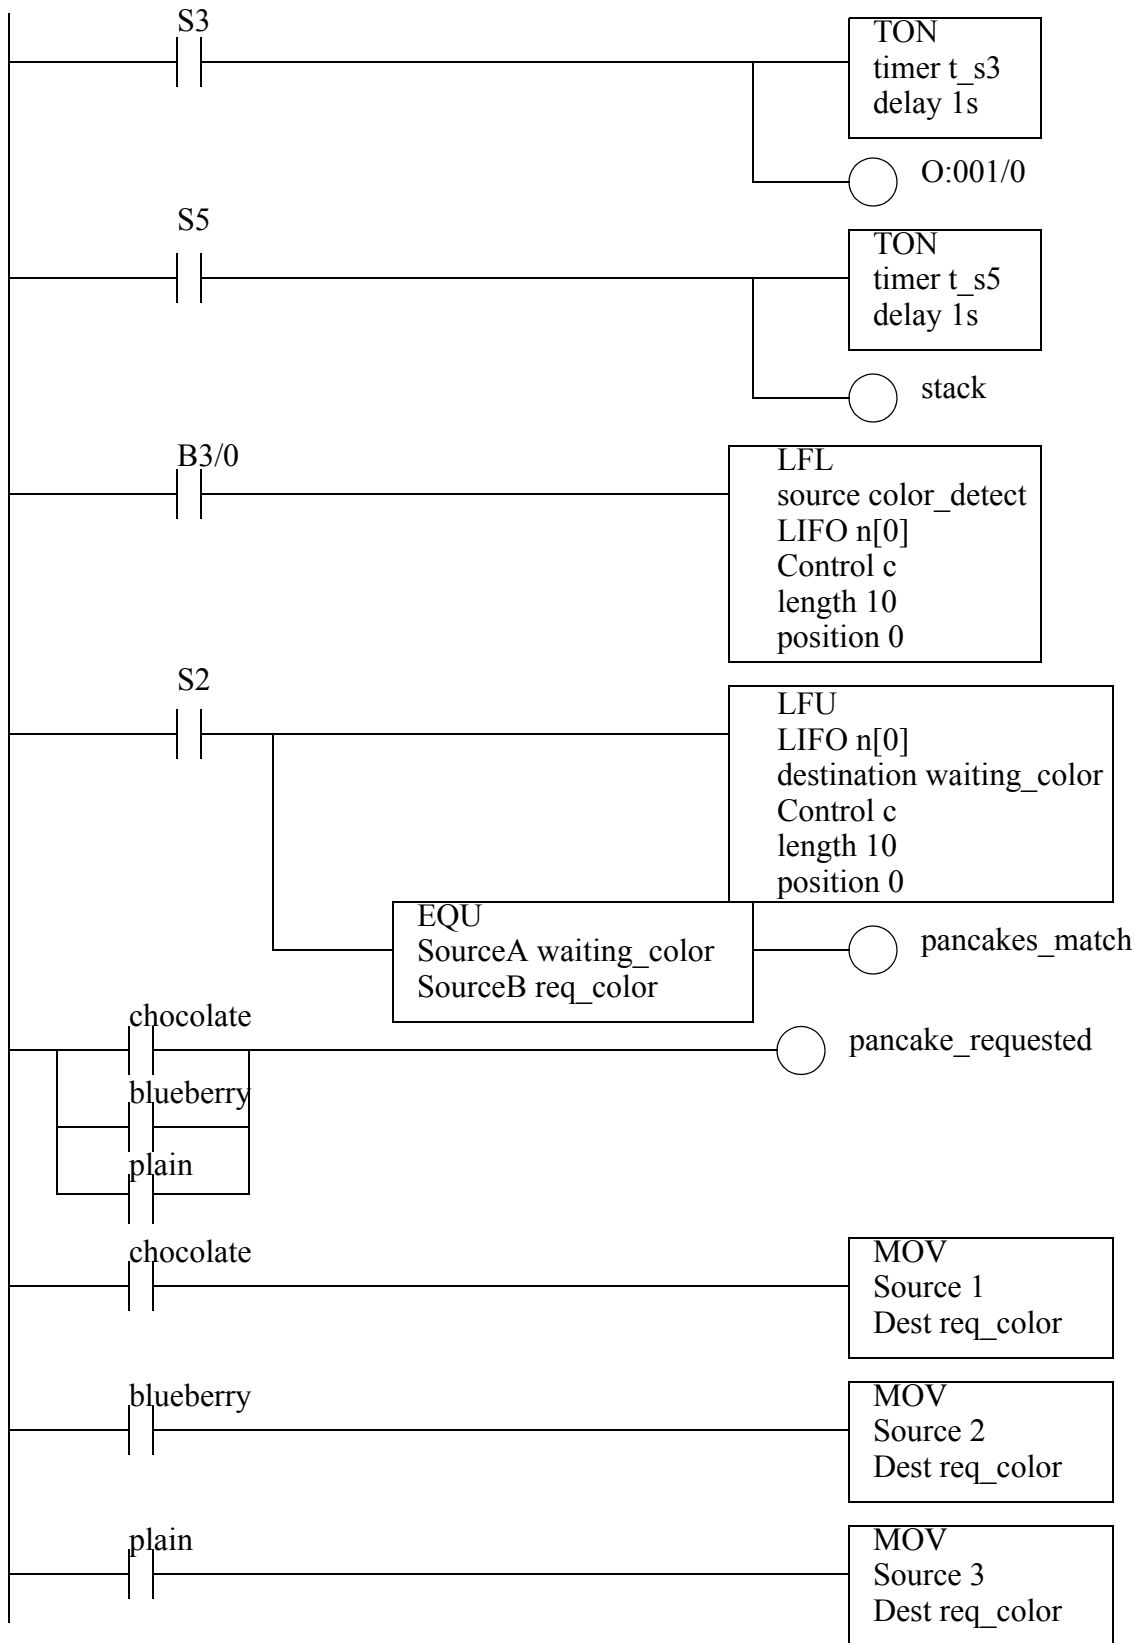 S3
TON
timer t_s3
delay 1s
O:001/0
S5
TON
timer t_s5
delay 1s
stack
B3/0
LFL
source color_detect
LIFO n[0]
Control c
length 10
position 0
S2
LFU
LIFO n[0]
destination waiting_color
Control c
length 10
position 0
EQU
SourceA waiting_color
SourceB req_color
pancakes_match
chocolate
pancake_requested
blueberry
plain
chocolate
MOV
Source 1
Dest req_color
blueberry
MOV
Source 2
Dest req_color
plain
MOV
Source 3
Dest req_color